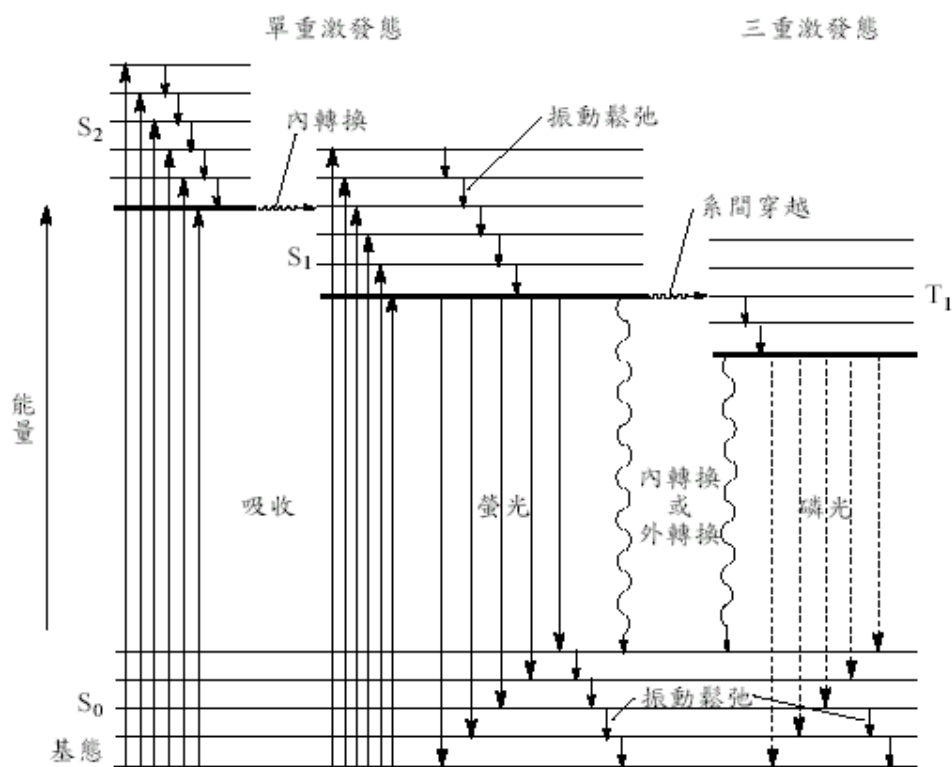 單重激發態
三重激發態
S₂
內轉換
振動鬆弛
系間穿越
S₁
T₁
能量
吸收
螢光
內轉換
或
外轉換
磷光
S₀
振動鬆弛
基態